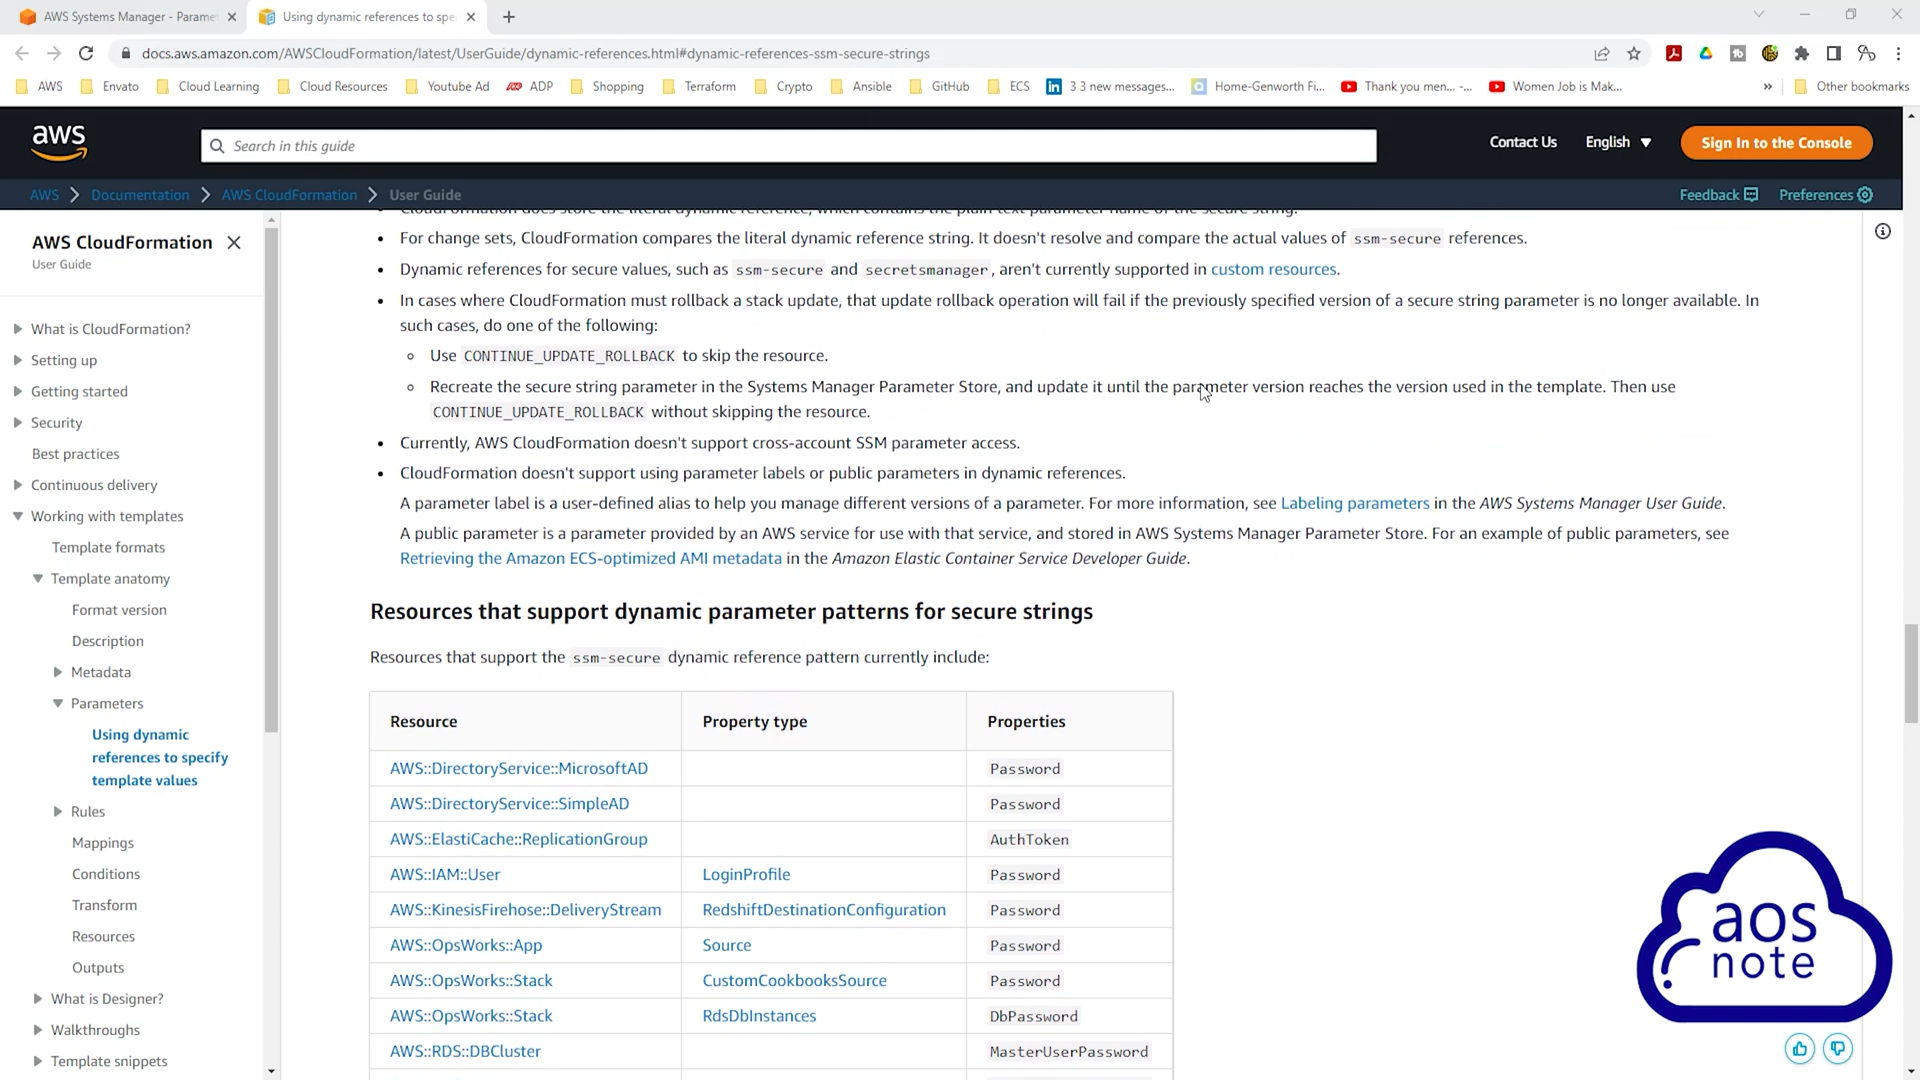 AWS Systems Manager - Parame
Using dynamic references to spe
docs.aws.amazon.com/AWSCloudFormation/latest/UserGuide/dynamic-references.html#dynamic-references-ssm-secure-strings
AWS
Envato
Cloud Learning
Cloud Resources
Youtube Ad
ADP
Shopping
Terraform
Crypto
Ansible
GitHub
ECS
3 3 new messages...
Home-Genworth Fi...
Thank you men... -...
Women Job is Mak...
»
Other bookmarks
aws
Search in this guide
Contact Us
English
Sign In to the Console
AWS
Documentation
AWS CloudFormation
User Guide
Feedback
Preferences
AWS CloudFormation
User Guide
What is CloudFormation?
Setting up
Getting started
Security
Best practices
Continuous delivery
Working with templates
Template formats
Template anatomy
Format version
Description
Metadata
Parameters
Using dynamic
references to specify
template values
Rules
Mappings
Conditions
Transform
Resources
Outputs
What is Designer?
Walkthroughs
Template snippets
CloudFormation does store the literal dynamic reference, which contains the plain-text parameter name of the secure string.
For change sets, CloudFormation compares the literal dynamic reference string. It doesn't resolve and compare the actual values of ssm-secure references.
Dynamic references for secure values, such as ssm-secure and secretsmanager, aren't currently supported in custom resources.
In cases where CloudFormation must rollback a stack update, that update rollback operation will fail if the previously specified version of a secure string parameter is no longer available. In
such cases, do one of the following:
Use CONTINUE_UPDATE_ROLLBACK to skip the resource.
Recreate the secure string parameter in the Systems Manager Parameter Store, and update it until the parameter version reaches the version used in the template. Then use
CONTINUE_UPDATE_ROLLBACK without skipping the resource.
Currently, AWS CloudFormation doesn't support cross-account SSM parameter access.
CloudFormation doesn't support using parameter labels or public parameters in dynamic references.
A parameter label is a user-defined alias to help you manage different versions of a parameter. For more information, see Labeling parameters in the AWS Systems Manager User Guide.
A public parameter is a parameter provided by an AWS service for use with that service, and stored in AWS Systems Manager Parameter Store. For an example of public parameters, see
Retrieving the Amazon ECS-optimized AMI metadata in the Amazon Elastic Container Service Developer Guide.
Resources that support dynamic parameter patterns for secure strings
Resources that support the ssm-secure dynamic reference pattern currently include:
Resource Property type Properties
AWS::DirectoryService::MicrosoftAD Password
AWS::DirectoryService::SimpleAD Password
AWS::ElastiCache::ReplicationGroup AuthToken
AWS::IAM::User LoginProfile Password
AWS::KinesisFirehose::DeliveryStream RedshiftDestinationConfiguration Password
AWS::OpsWorks::App Source Password
AWS::OpsWorks::Stack CustomCookbooksSource Password
AWS::OpsWorks::Stack RdsDbInstances DbPassword
AWS::RDS::DBCluster MasterUserPassword
aos
note